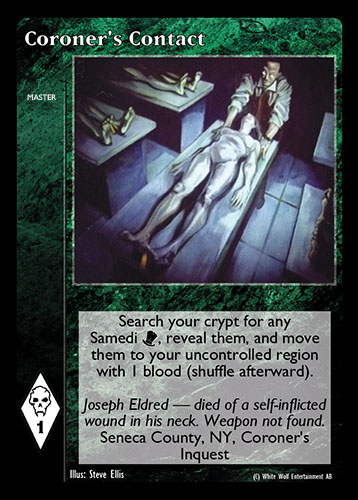 Coroner's Contact
MASTER
Search your crypt for any
Samedi , reveal them, and move
them to your uncontrolled region
with 1 blood (shuffle afterward).
Joseph Eldred — died of a self-inflicted
wound in his neck. Weapon not found.
Seneca County, NY, Coroner's
Inquest
1
Illus: Steve Ellis
(C) White Wolf Entertainment AB